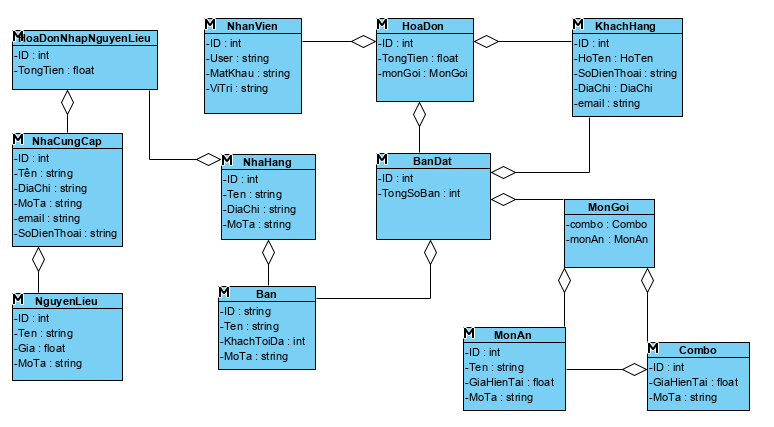 HoaDonNhapNguyenLieu
-ID : int
-TongTien : float
NhanVien
-ID : int
-User : string
-MatKhau : string
-ViTri : string
HoaDon
-ID : int
-TongTien : float
-monGoi : MonGoi
KhachHang
-ID : int
-HoTen : HoTen
-SoDienThoai : string
-DiaChi : DiaChi
-email : string
NhaCungCap
-ID : int
-Tên : string
-DiaChi : string
-MoTa : string
-email : string
-SoDienThoai : string
NhaHang
-ID : int
-Ten : string
-DiaChi : string
-MoTa : string
BanDat
-ID : int
-TongSoBan : int
MonGoi
-combo : Combo
-monAn : MonAn
NguyenLieu
-ID : int
-Ten : string
-Gia : float
-MoTa : string
Ban
-ID : string
-Ten : string
-KhachToiDa : int
-MoTa : string
MonAn
-ID : int
-Ten : string
-GiaHienTai : float
-MoTa : string
Combo
-ID : int
-GiaHienTai : float
-MoTa : string